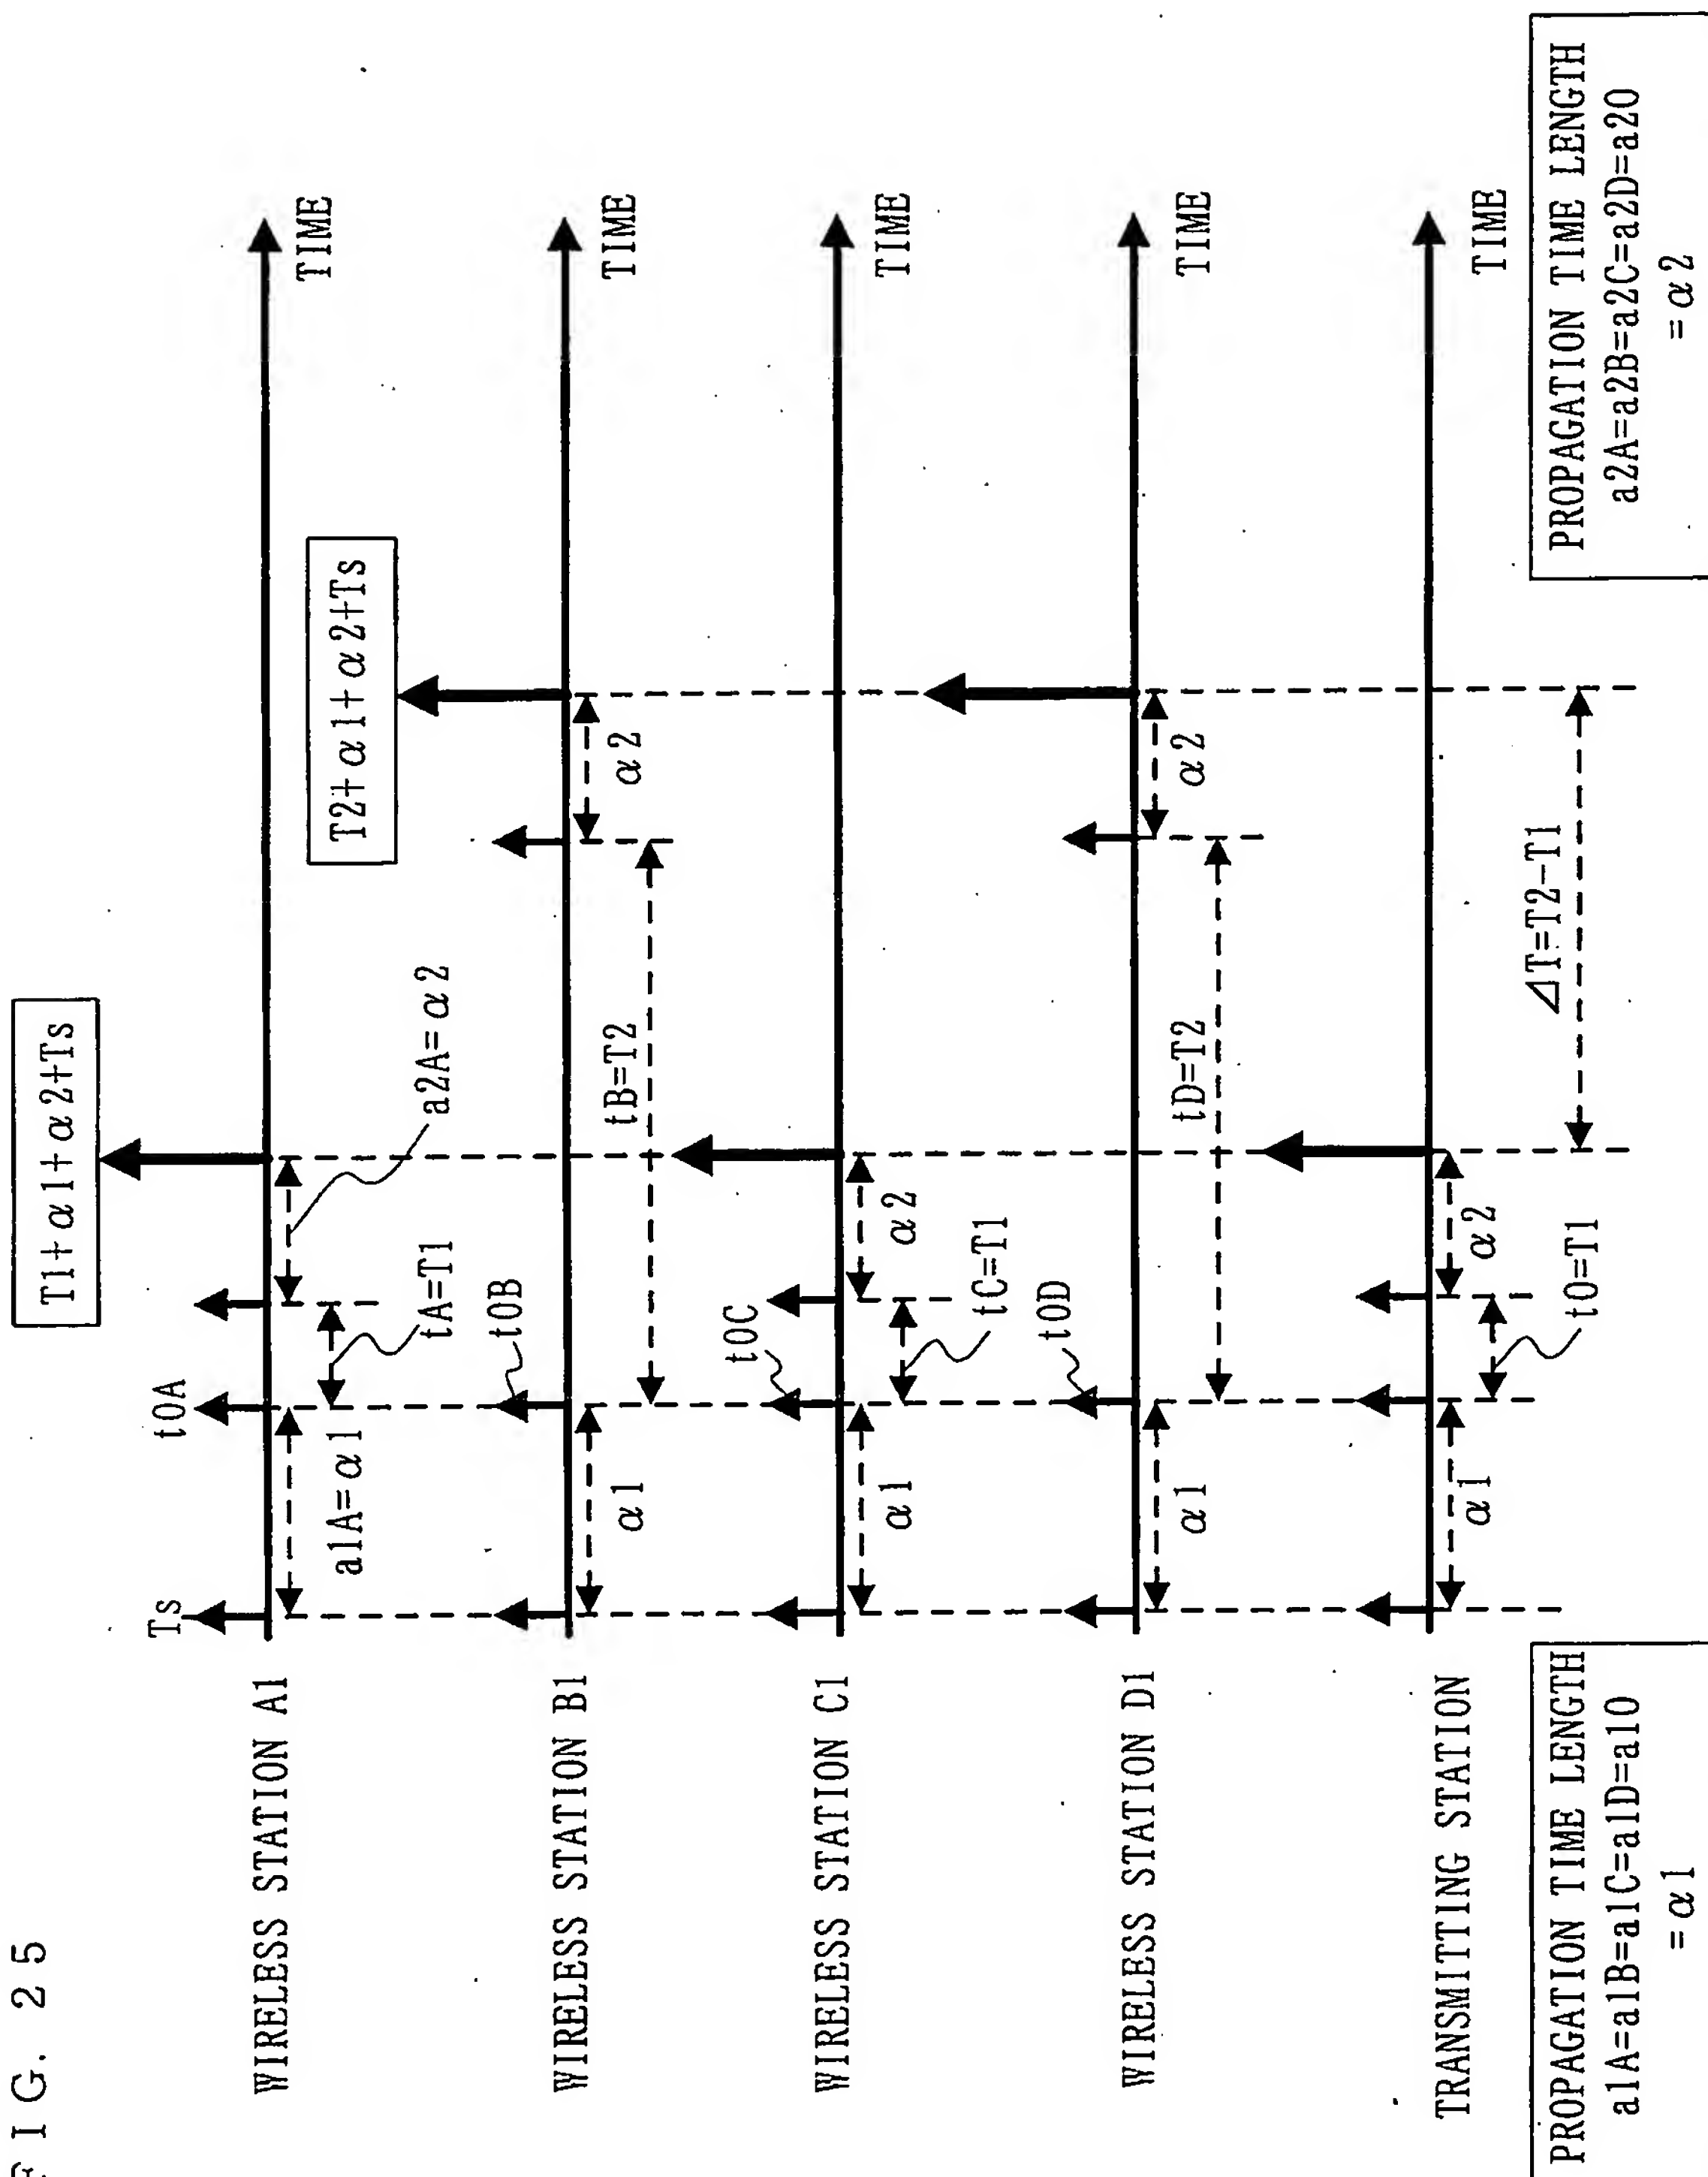 FIG. 25
T1+α1+α2+Ts
T2+α1+α2+Ts
WIRELESS STATION A1
Ts
t0A
a1A=α1
tA=T1
a2A=α2
TIME
WIRELESS STATION B1
α1
t0B
tB=T2
α2
TIME
WIRELESS STATION C1
α1
t0C
tC=T1
α2
TIME
WIRELESS STATION D1
α1
t0D
tD=T2
α2
TIME
TRANSMITTING STATION
α1
t0=T1
α2
TIME
ΔT=T2-T1
PROPAGATION TIME LENGTH
a1A=a1B=a1C=a1D=a10
=α1
PROPAGATION TIME LENGTH
a2A=a2B=a2C=a2D=a20
=α2